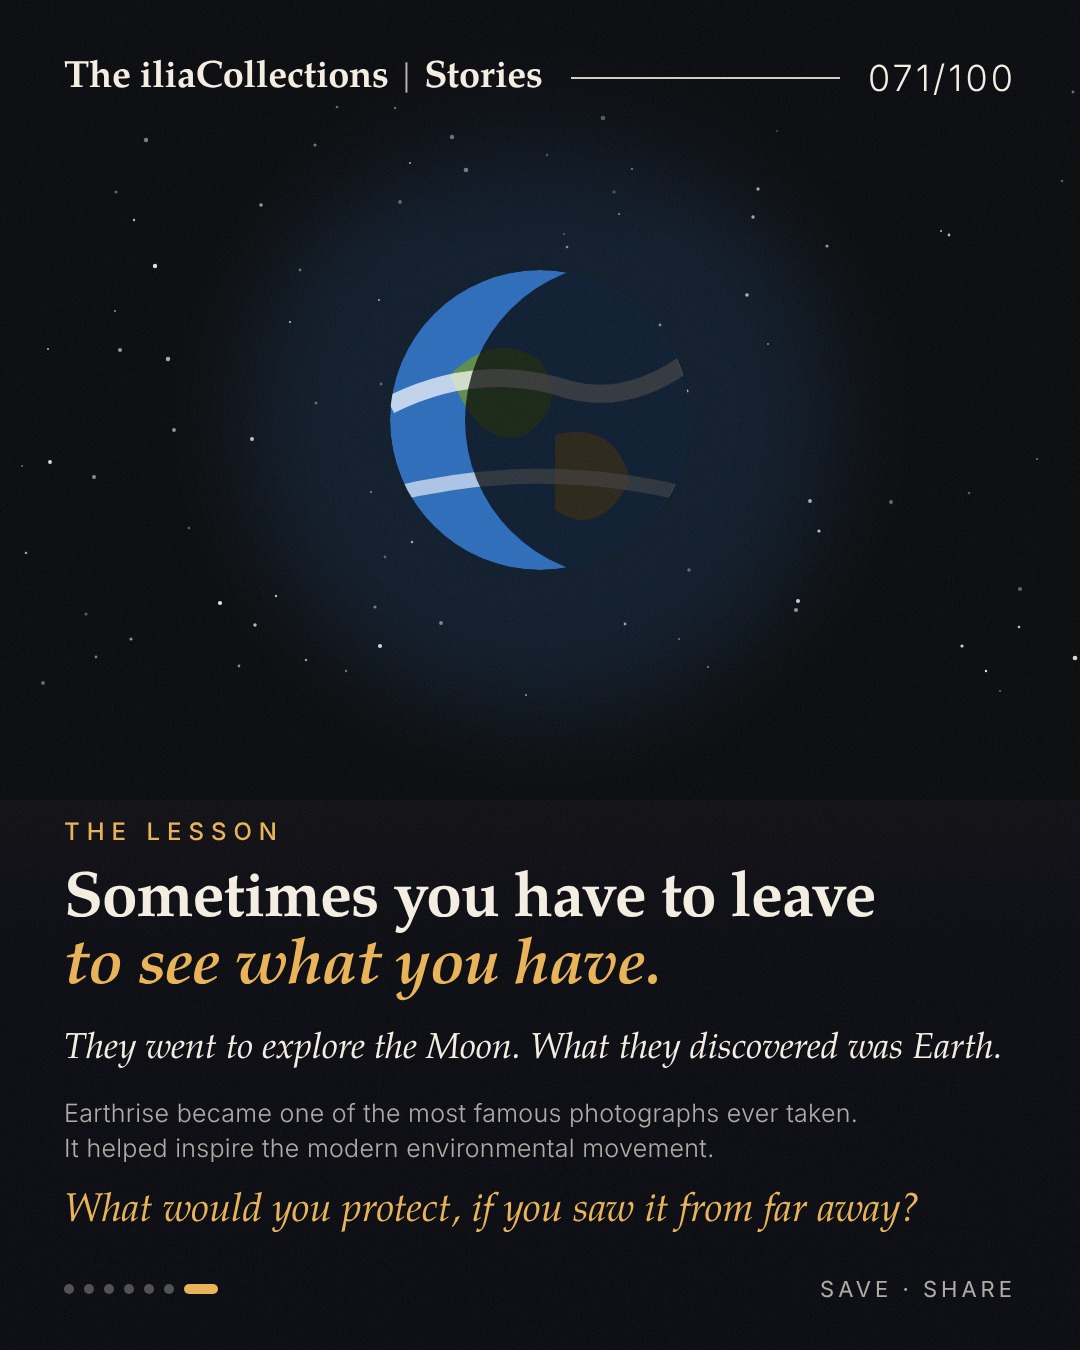 The iliaCollections | Stories 071/100
THE LESSON
Sometimes you have to leave
to see what you have.
They went to explore the Moon. What they discovered was Earth.
Earthrise became one of the most famous photographs ever taken.
It helped inspire the modern environmental movement.
What would you protect, if you saw it from far away?
SAVE · SHARE